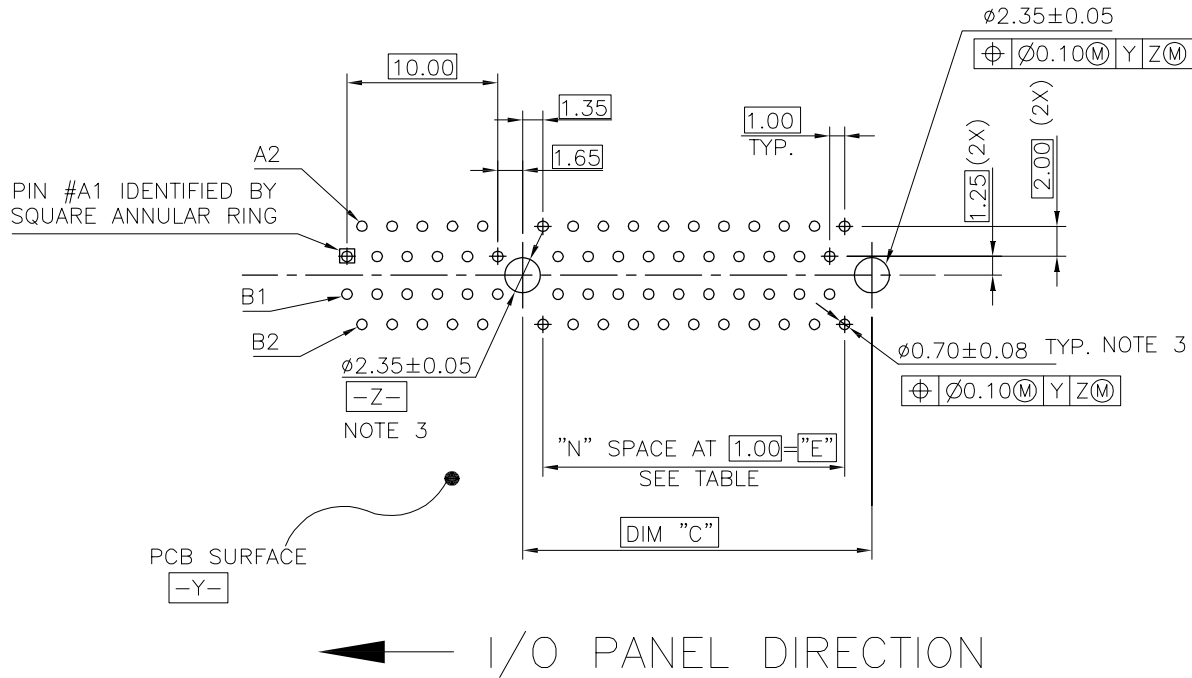 ø2.35±0.05
⌖ Ø0.10Ⓜ Y ZⓂ
10.00
1.35
1.65
1.00
TYP.
1.25 (2X)
2.00 (2X)
A2
PIN #A1 IDENTIFIED BY
SQUARE ANNULAR RING
B1
B2
ø2.35±0.05
-Z-
NOTE 3
ø0.70±0.08 TYP. NOTE 3
⌖ Ø0.10Ⓜ Y ZⓂ
"N" SPACE AT 1.00="E"
SEE TABLE
DIM "C"
PCB SURFACE
-Y-
I/O PANEL DIRECTION